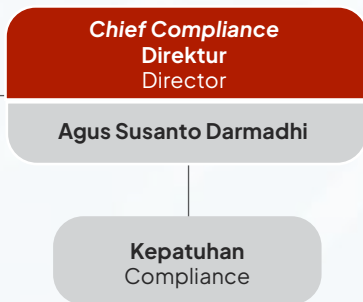 Chief Compliance
Direktur
Director
Agus Susanto Darmadhi
Kepatuhan
Compliance